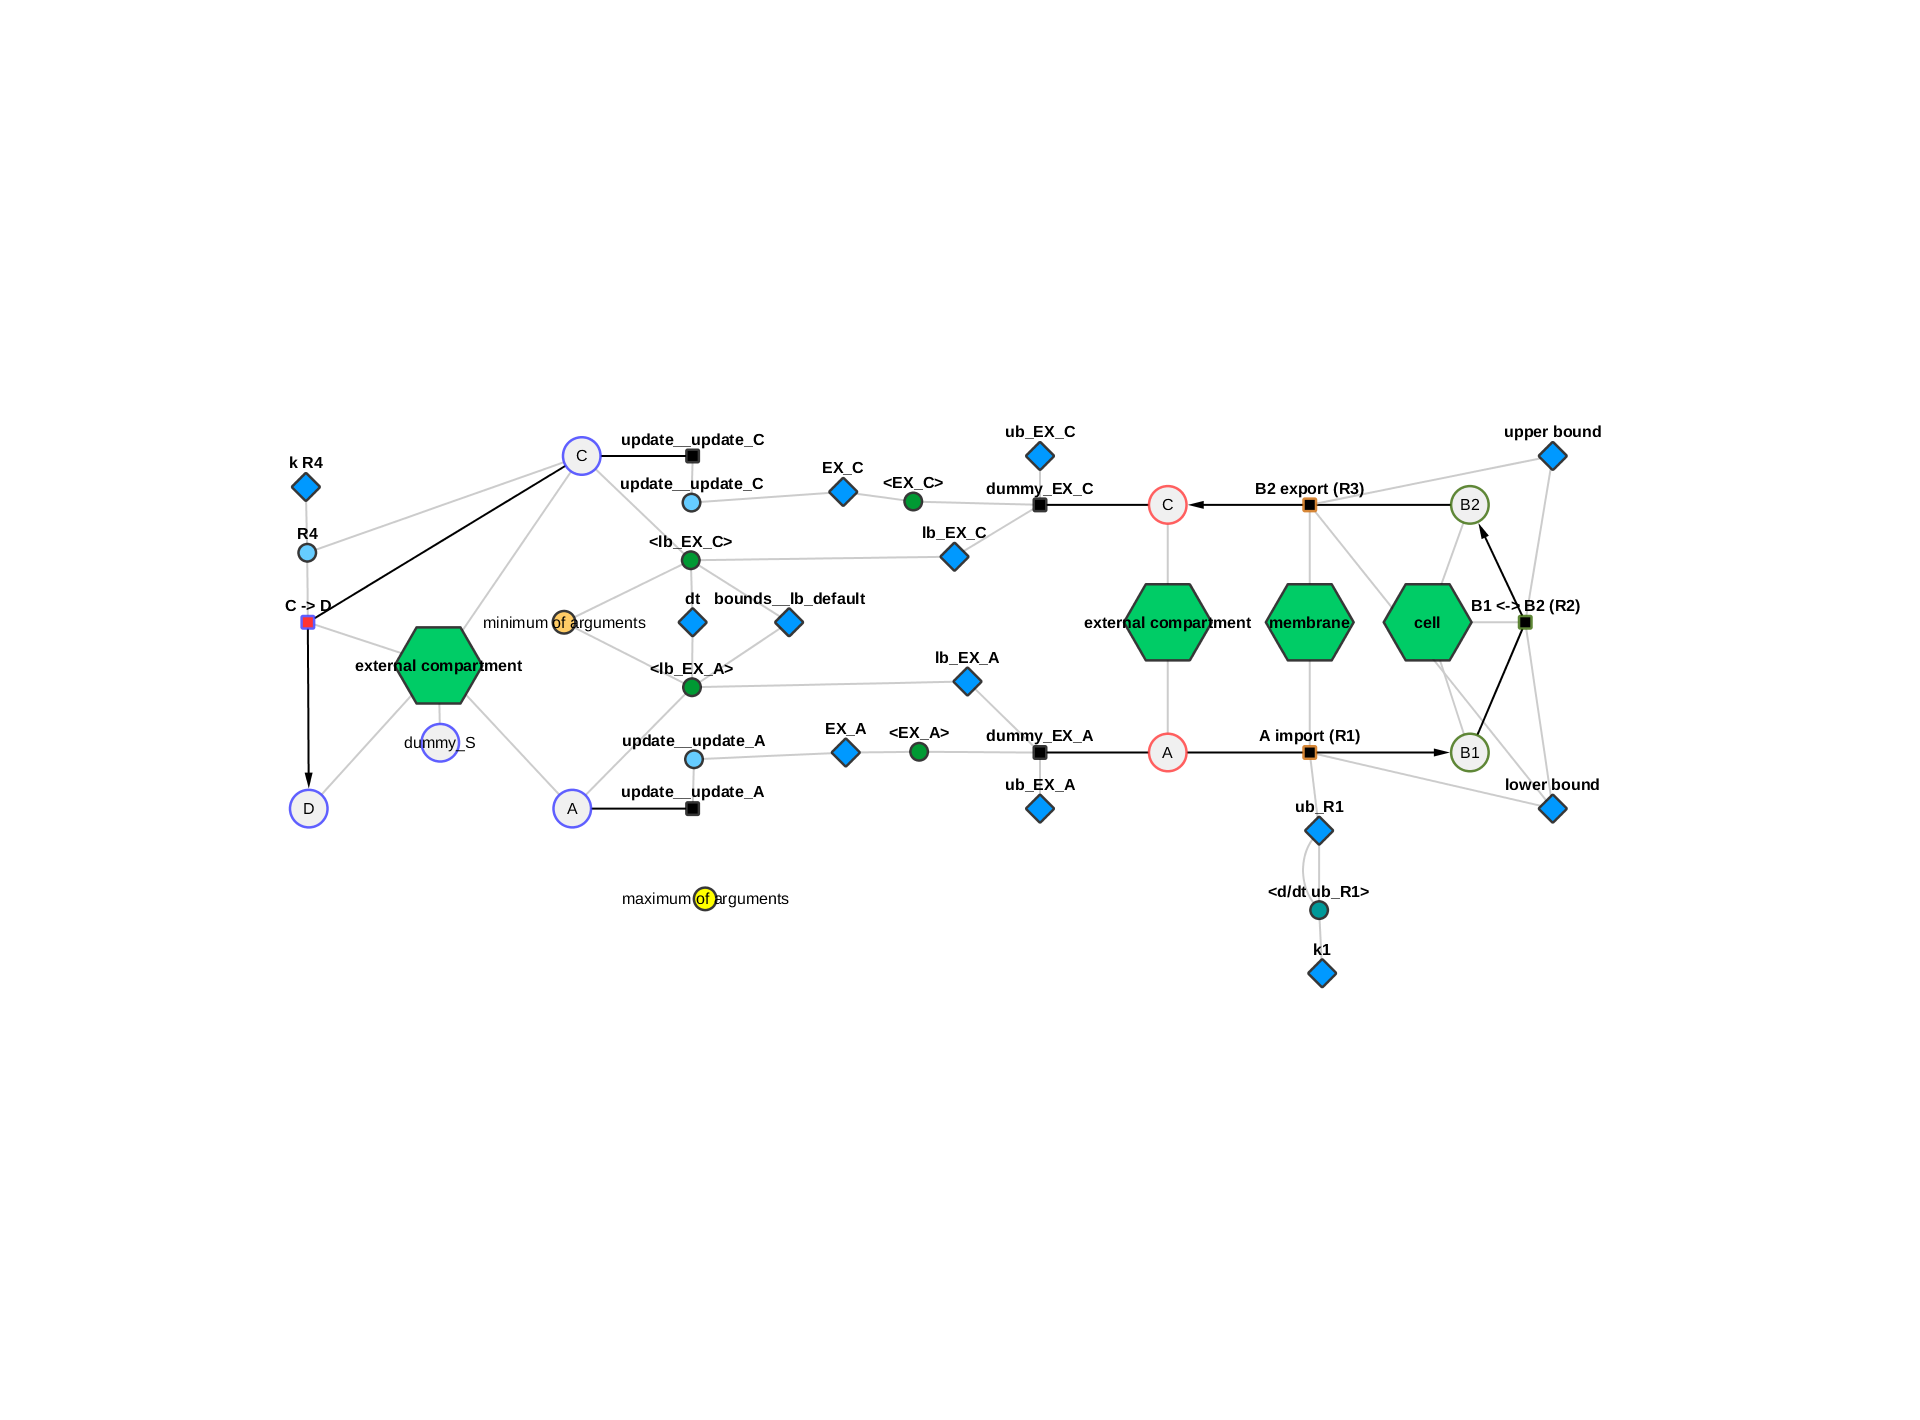 ub_EX_C
upper bound
update__update_C
C
k R4
EX_C
<EX_C>
update__update_C
dummy_EX_C
C
B2 export (R3)
B2
R4
lb_EX_C
<lb_EX_C>
dt
bounds__lb_default
C -> D
B1 <-> B2 (R2)
minimum of arguments
external compartment
membrane
cell
external compartment
<lb_EX_A>
lb_EX_A
dummy_S
update__update_A
EX_A
<EX_A>
dummy_EX_A
A
A import (R1)
B1
ub_EX_A
lower bound
update__update_A
D
A
ub_R1
maximum of arguments
<d/dt ub_R1>
k1